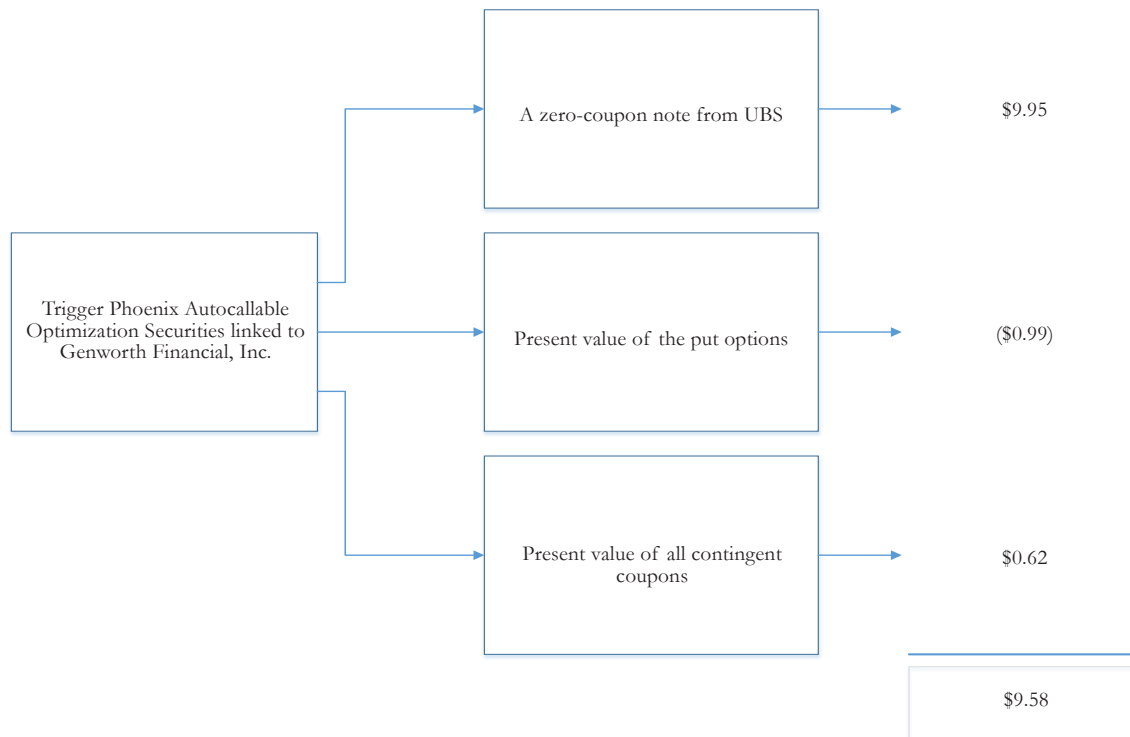 A zero-coupon note from UBS
$9.95
Trigger Phoenix Autocallable
Optimization Securities linked to
Genworth Financial, Inc.
Present value of the put options
($0.99)
Present value of all contingent
coupons
$0.62
$9.58